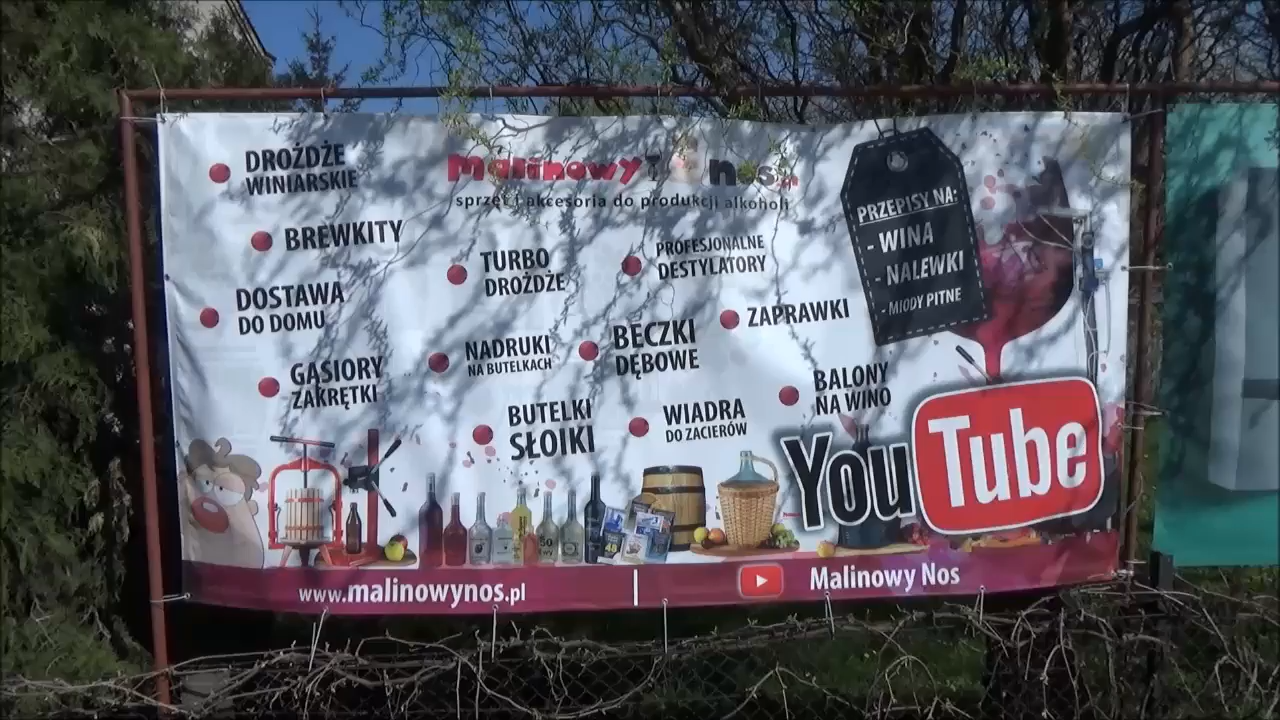 malinowy nos.pl
sprzęt i akcesoria do produkcji alkoholi
DROŻDŻE
WINIARSKIE
BREWKITY
DOSTAWA
DO DOMU
GĄSIORY
ZAKRĘTKI
TURBO
DROŻDŻE
NADRUKI
NA BUTELKACH
BUTELKI
SŁOIKI
PROFESJONALNE
DESTYLATORY
BECZKI
DĘBOWE
WIADRA
DO ZACIERÓW
ZAPRAWKI
BALONY
NA WINO
PRZEPISY NA:
- WINA
- NALEWKI
- MIODY PITNE
YouTube
www.malinowynos.pl
Malinowy Nos